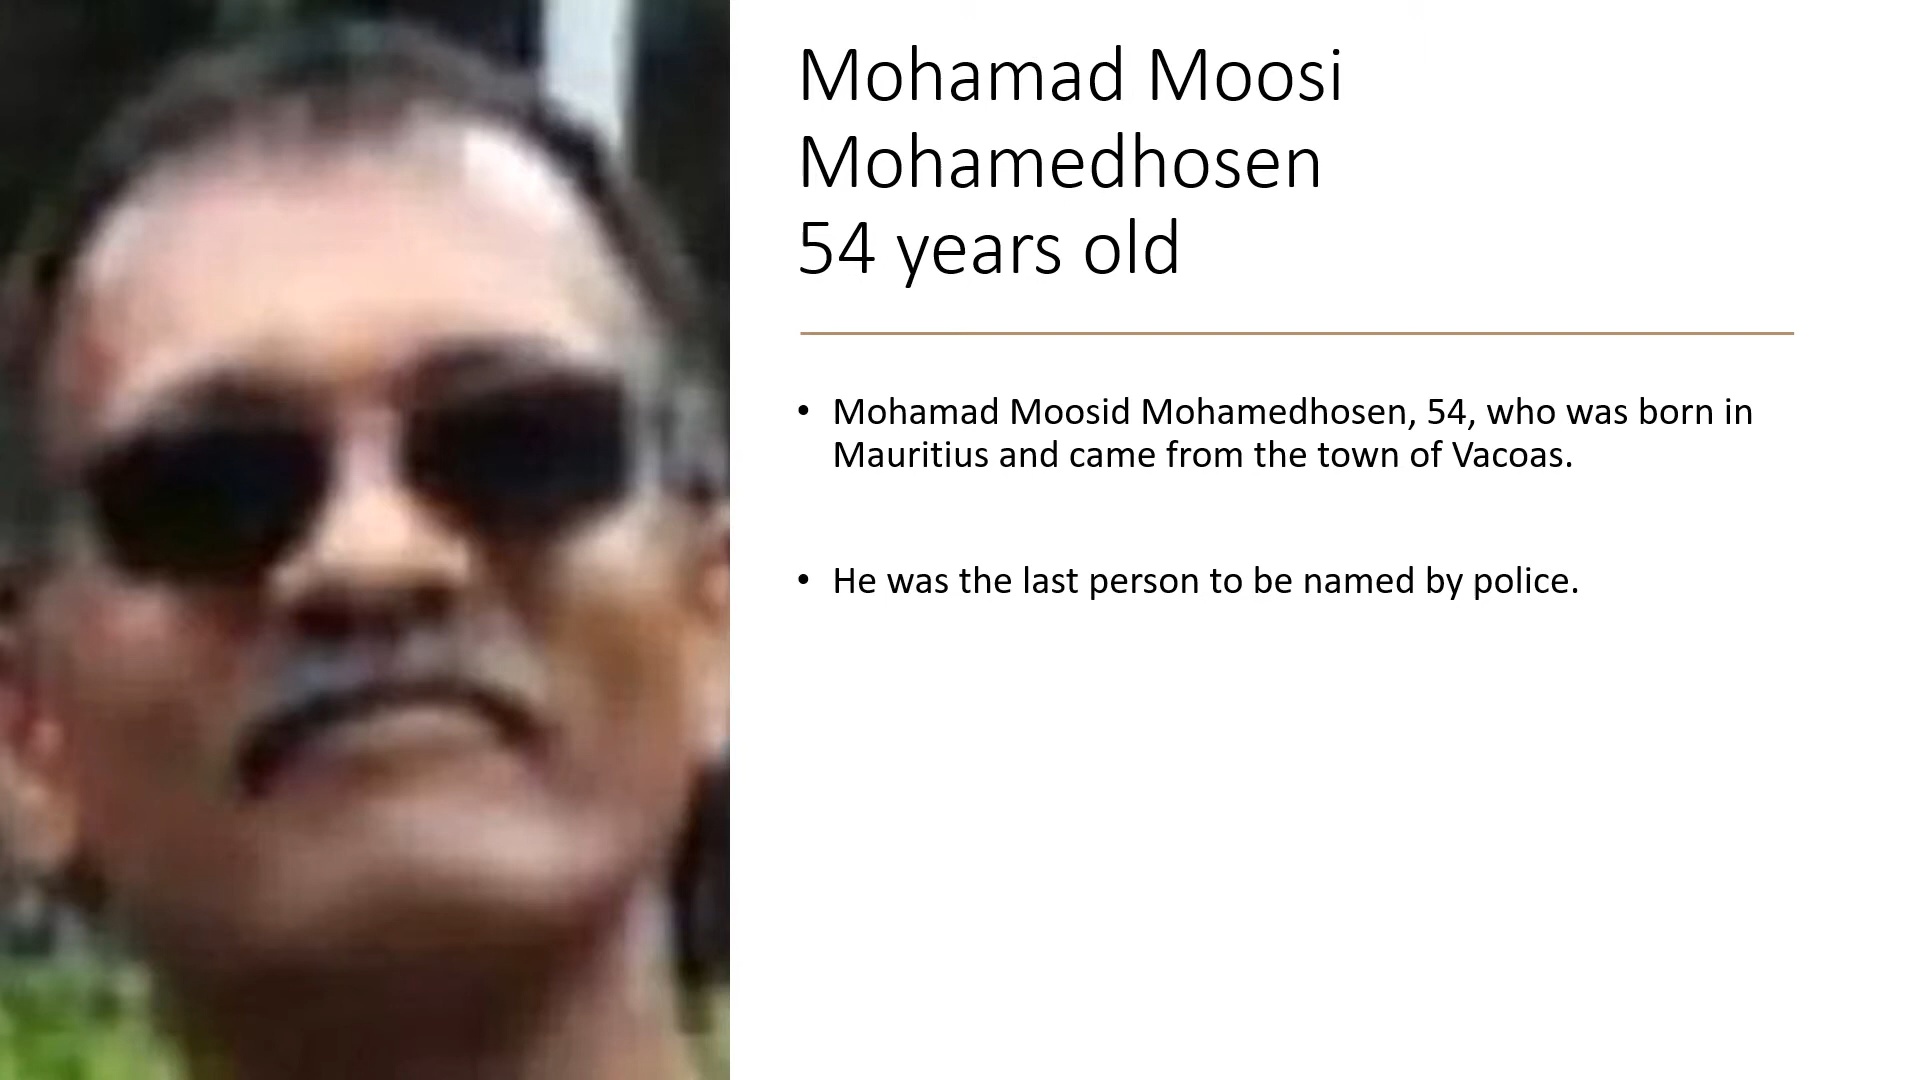 Mohamad Moosi
Mohamedhosen
54 years old
• Mohamad Moosid Mohamedhosen, 54, who was born in
Mauritius and came from the town of Vacoas.
• He was the last person to be named by police.